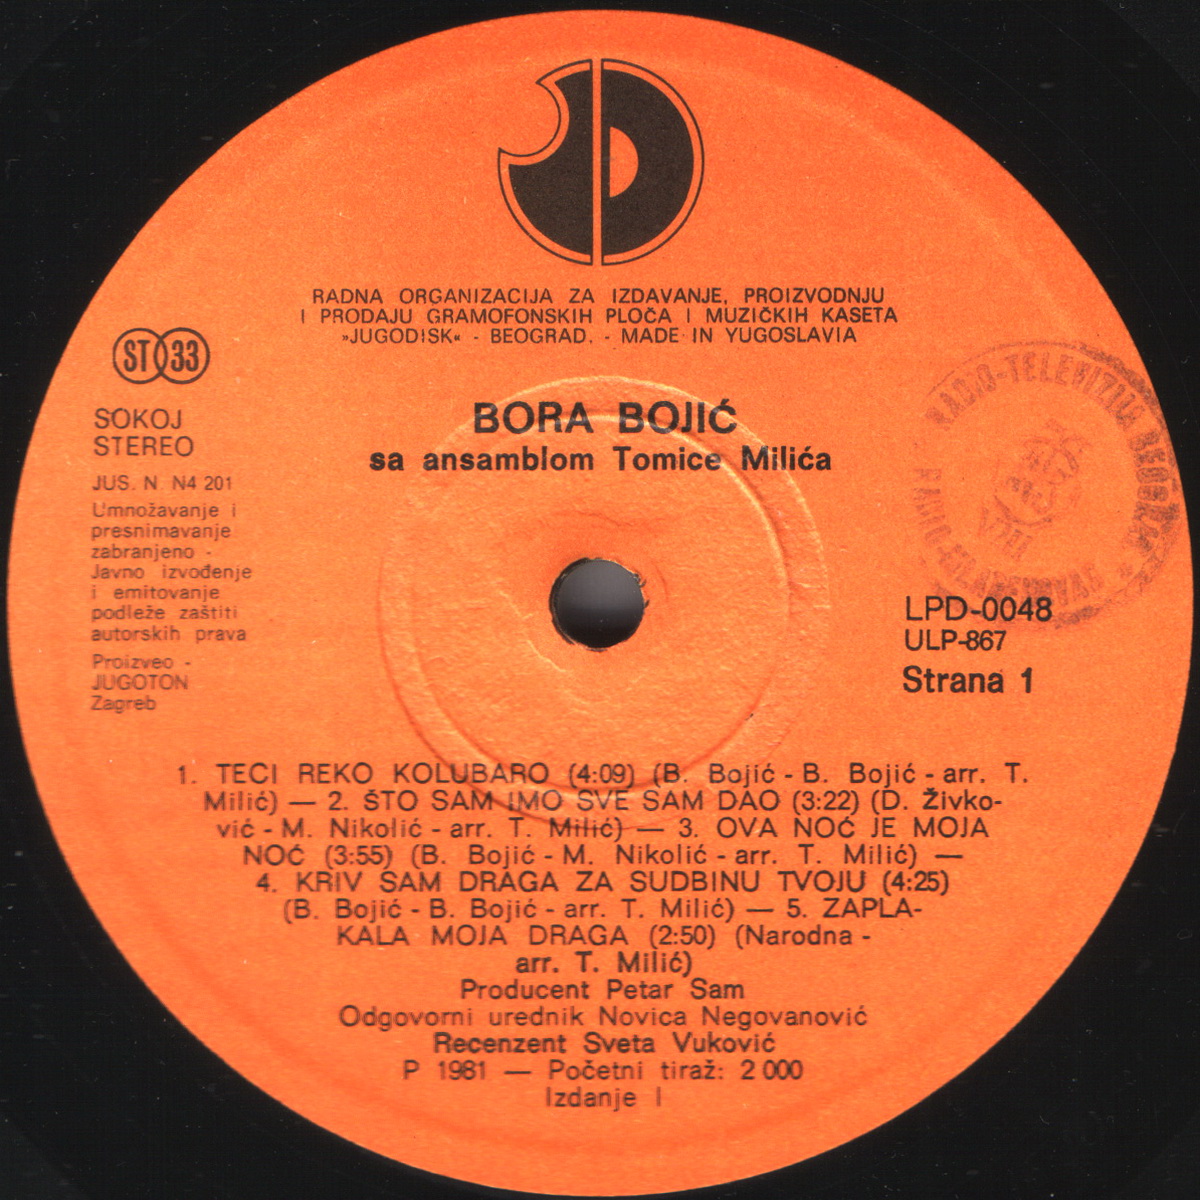 RADNA ORGANIZACIJA ZA IZDAVANJE, PROIZVODNJU
I PRODAJU GRAMOFONSKIH PLOČA I MUZIČKIH KASETA
»JUGODISK« - BEOGRAD. - MADE IN YUGOSLAVIA
ST 33
SOKOJ
STEREO
JUS. N. N4 201
Umnožavanje i
presnimavanje
zabranjeno -
Javno izvođenje
i emitovanje
podleže zaštiti
autorskih prava
Proizveo -
JUGOTON
Zagreb
BORA BOJIĆ
sa ansamblom Tomice Milića
RADIO-TELEVIZIJA BEOGRAD
LPD-0048
ULP-867
Strana 1
1. TECI REKO KOLUBARO (4:09) (B. Bojić - B. Bojić - arr. T.
Milić) — 2. ŠTO SAM IMO SVE SAM DAO (3:22) (D. Živko-
vić - M. Nikolić - arr. T. Milić) — 3. OVA NOĆ JE MOJA
NOĆ (3:55) (B. Bojić - M. Nikolić - arr. T. Milić) —
4. KRIV SAM DRAGA ZA SUDBINU TVOJU (4:25)
(B. Bojić - B. Bojić - arr. T. Milić) — 5. ZAPLA-
KALA MOJA DRAGA (2:50) (Narodna -
arr. T. Milić)
Producent Petar Sam
Odgovorni urednik Novica Negovanović
Recenzent Sveta Vuković
P 1981 — Početni tiraž: 2 000
Izdanje I